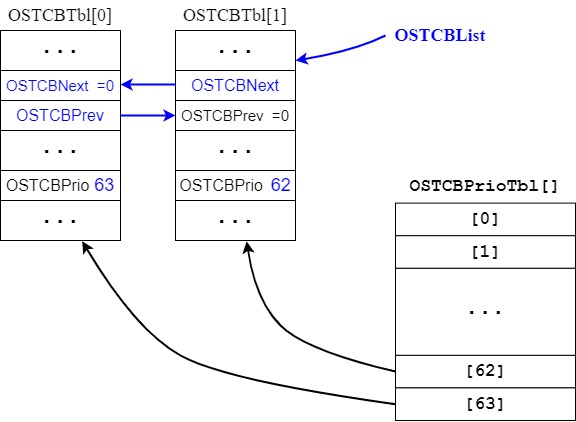 OSTCBTbl[0]
OSTCBTbl[1]
OSTCBList
...
...
OSTCBNext =0
OSTCBNext
OSTCBPrev
OSTCBPrev =0
...
...
OSTCBPrio 63
OSTCBPrio 62
...
...
OSTCBPrioTbl[]
[0]
[1]
...
[62]
[63]